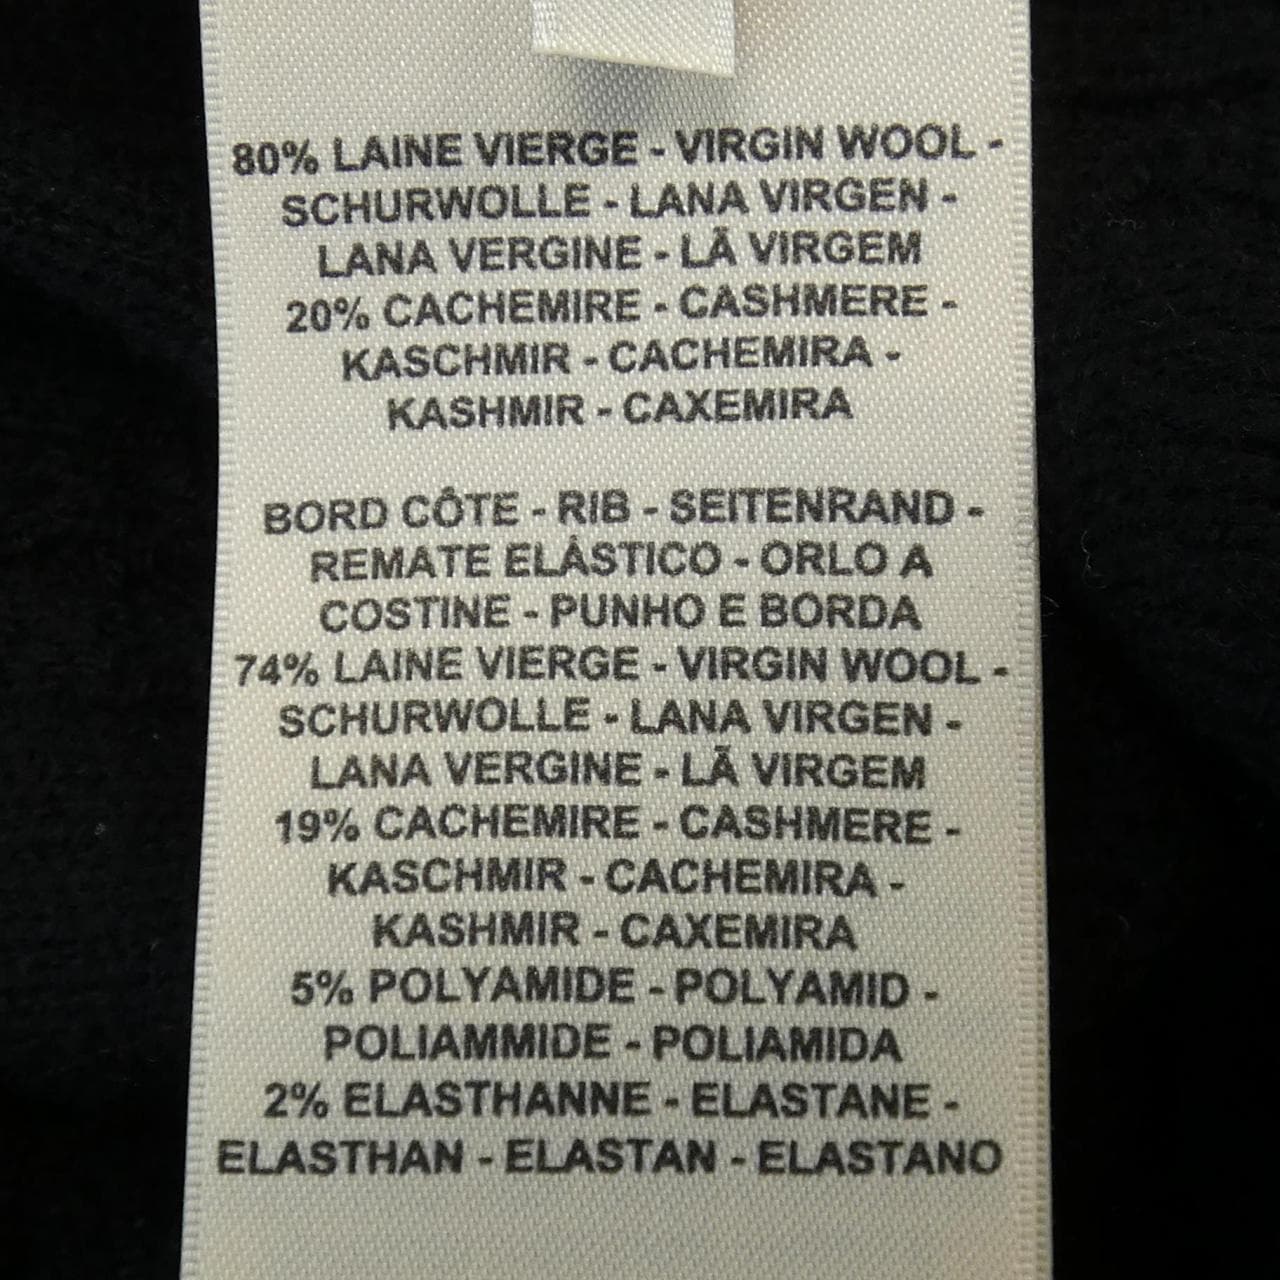 80% LAINE VIERGE - VIRGIN WOOL -
SCHURWOLLE - LANA VIRGEN -
LANA VERGINE - LÃ VIRGEM
20% CACHEMIRE - CASHMERE -
KASCHMIR - CACHEMIRA -
KASHMIR - CAXEMIRA
BORD CÔTE - RIB - SEITENRAND -
REMATE ELÁSTICO - ORLO A
COSTINE - PUNHO E BORDA
74% LAINE VIERGE - VIRGIN WOOL -
SCHURWOLLE - LANA VIRGEN -
LANA VERGINE - LÃ VIRGEM
19% CACHEMIRE - CASHMERE -
KASCHMIR - CACHEMIRA -
KASHMIR - CAXEMIRA
5% POLYAMIDE - POLYAMID -
POLIAMMIDE - POLIAMIDA
2% ELASTHANNE - ELASTANE -
ELASTHAN - ELASTAN - ELASTANO